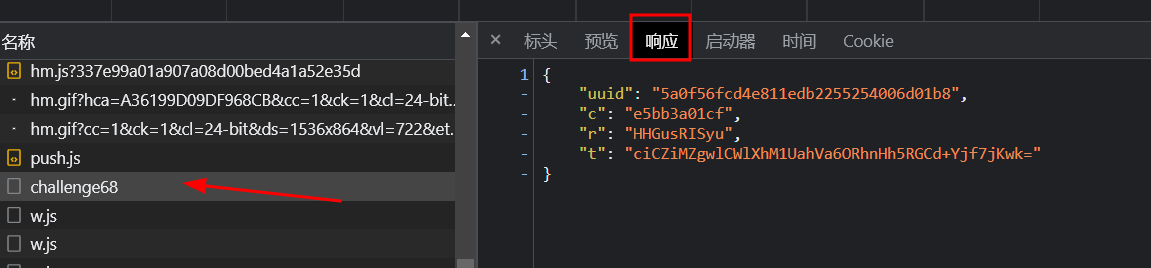 名称
hm.js?337e99a01a907a08d00bed4a1a52e35d
hm.gif?hca=A36199D09DF968CB&cc=1&ck=1&cl=24-bit...
hm.gif?cc=1&ck=1&cl=24-bit&ds=1536x864&vl=722&et...
push.js
challenge68
w.js
w.js
× 标头 预览 响应 启动器 时间 Cookie
1 {
- "uuid": "5a0f56fcd4e811edb2255254006d01b8",
- "c": "e5bb3a01cf",
- "r": "HHGusRISyu",
- "t": "ciCZiMZgwlCWlXhM1UahVa6ORhnHh5RGCd+Yjf7jKwk="
- }